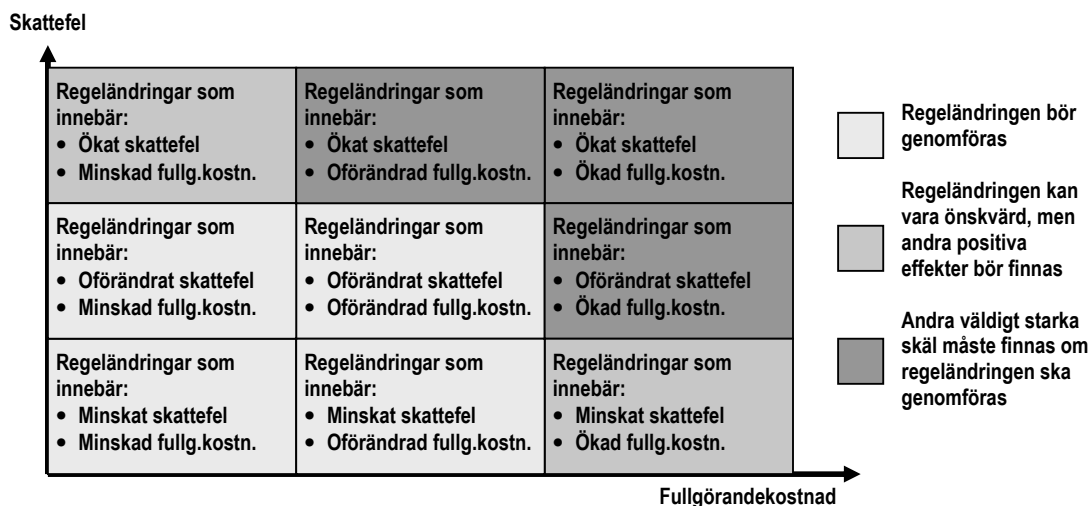 Skattefel
Regeländringar som
innebär:
• Ökat skattefel
• Minskad fullg.kostn.
Regeländringar som
innebär:
• Ökat skattefel
• Oförändrad fullg.kostn.
Regeländringar som
innebär:
• Ökat skattefel
• Ökad fullg.kostn.
Regeländringar som
innebär:
• Oförändrat skattefel
• Minskad fullg.kostn.
Regeländringar som
innebär:
• Oförändrat skattefel
• Oförändrad fullg.kostn.
Regeländringar som
innebär:
• Oförändrat skattefel
• Ökad fullg.kostn.
Regeländringar som
innebär:
• Minskat skattefel
• Minskad fullg.kostn.
Regeländringar som
innebär:
• Minskat skattefel
• Oförändrad fullg.kostn.
Regeländringar som
innebär:
• Minskat skattefel
• Ökad fullg.kostn.
Fullgörandekostnad
Regeländringen bör
genomföras
Regeländringen kan
vara önskvärd, men
andra positiva
effekter bör finnas
Andra väldigt starka
skäl måste finnas om
regeländringen ska
genomföras